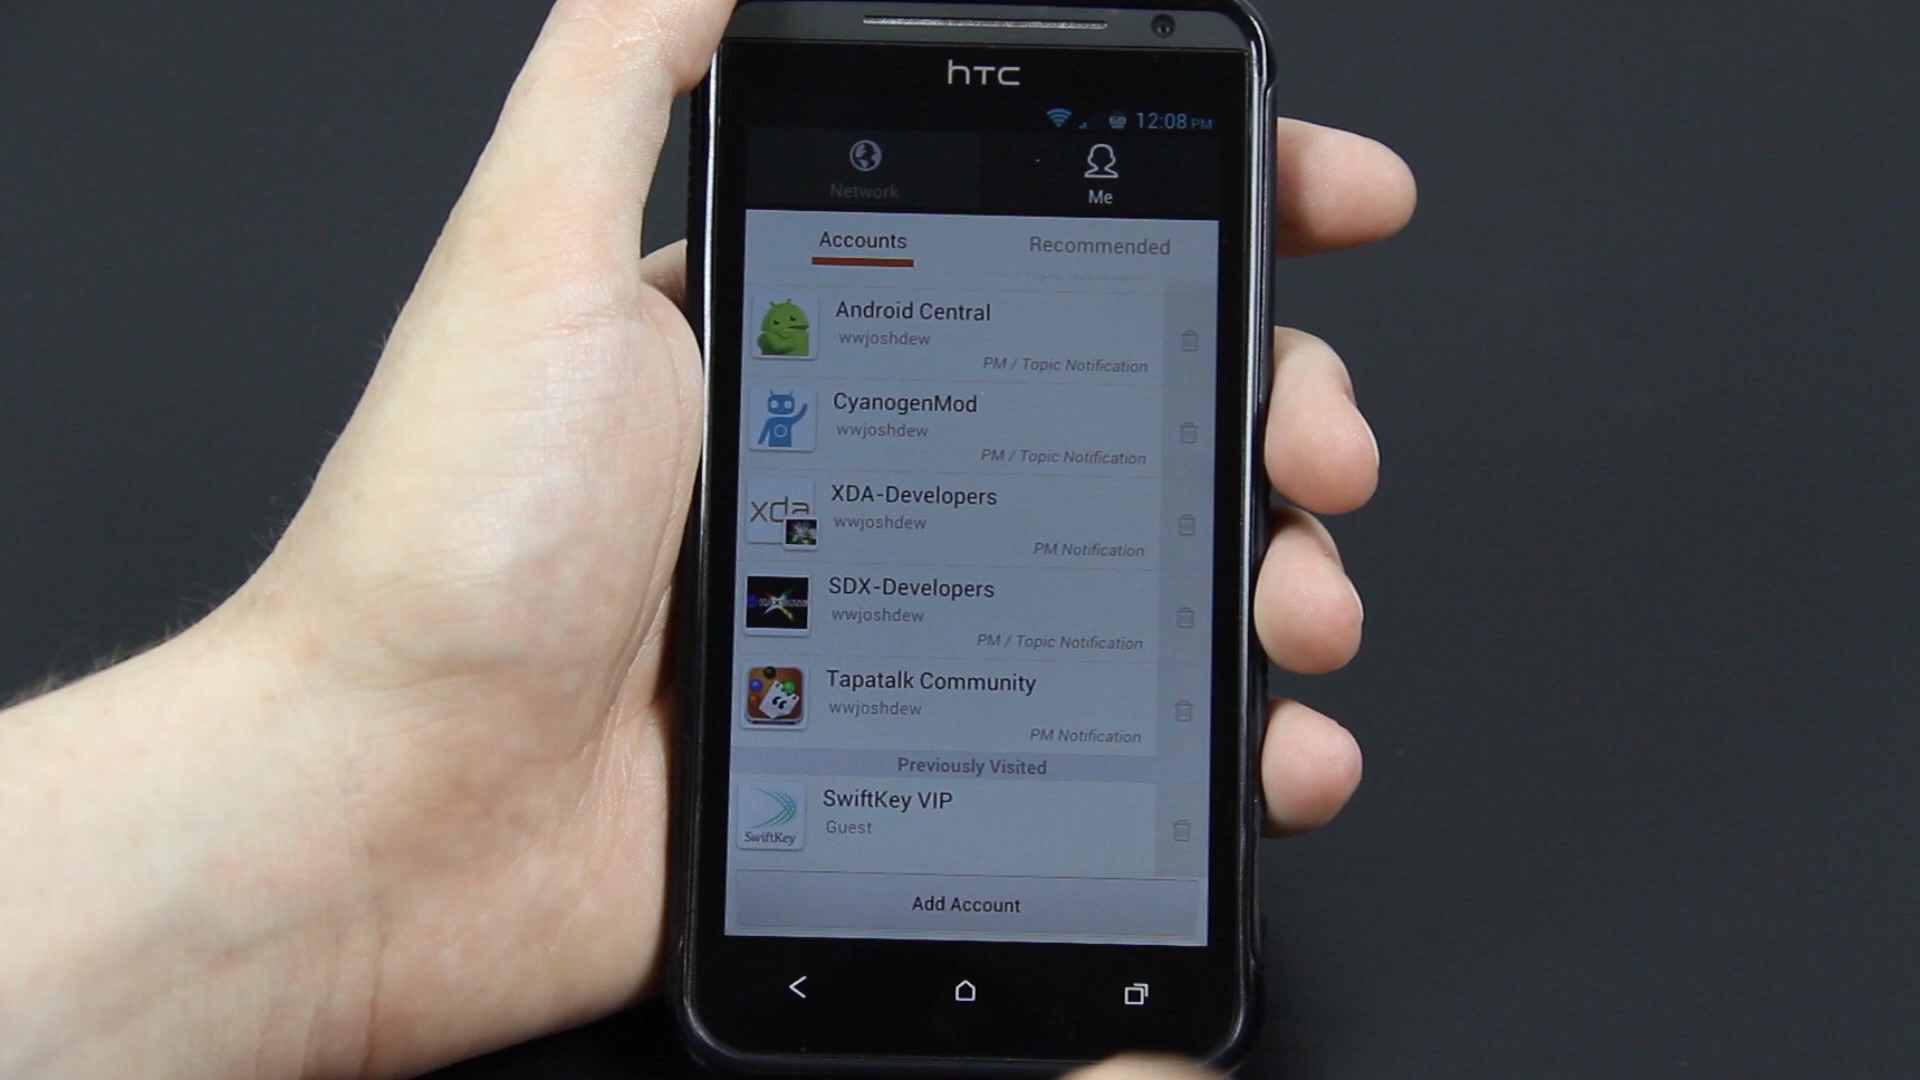 hTC
12:08 PM
Network
Me
Accounts
Recommended
Android Central
wwjoshdew
PM / Topic Notification
CyanogenMod
wwjoshdew
PM / Topic Notification
xda
XDA-Developers
wwjoshdew
PM Notification
SDX-Developers
wwjoshdew
PM / Topic Notification
Tapatalk Community
wwjoshdew
PM Notification
Previously Visited
SwiftKey VIP
Guest
SwiftKey
Add Account